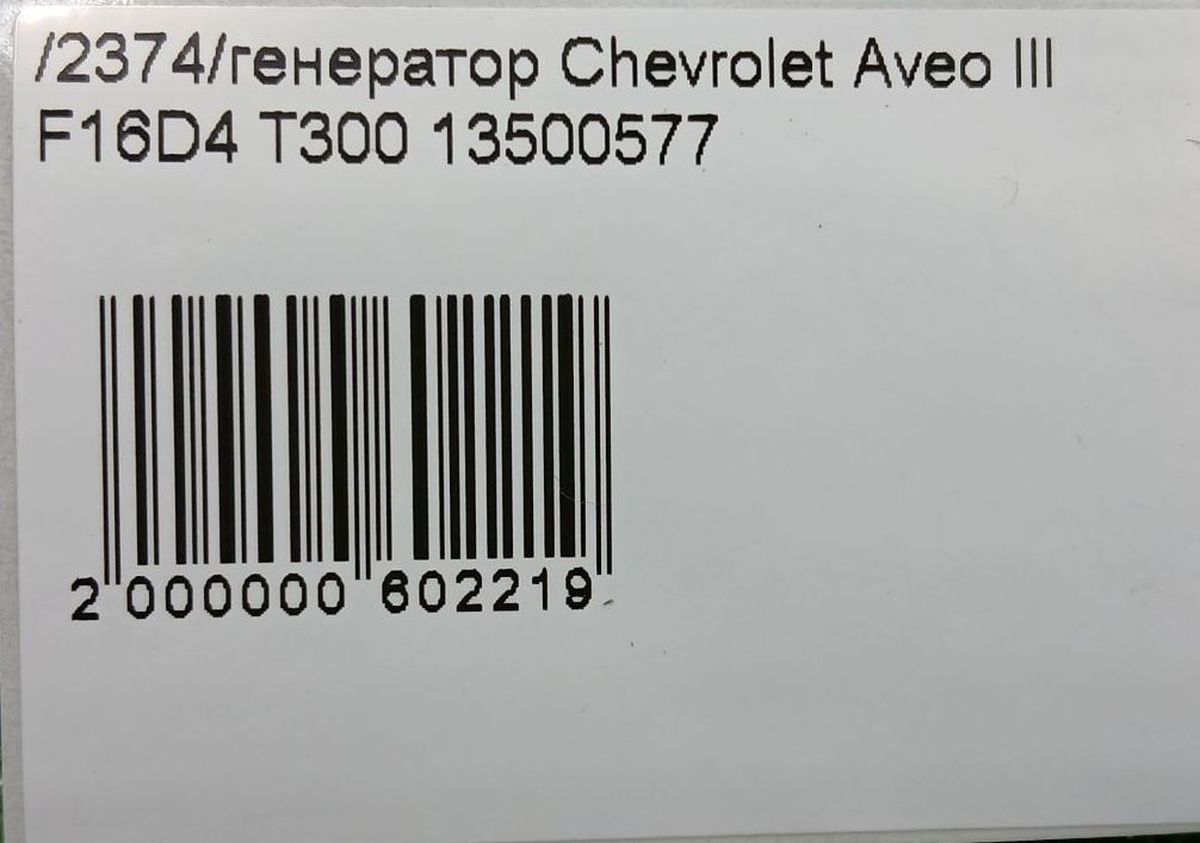 /2374/генератор Chevrolet Aveo III
F16D4 T300 13500577
2 000000 602219